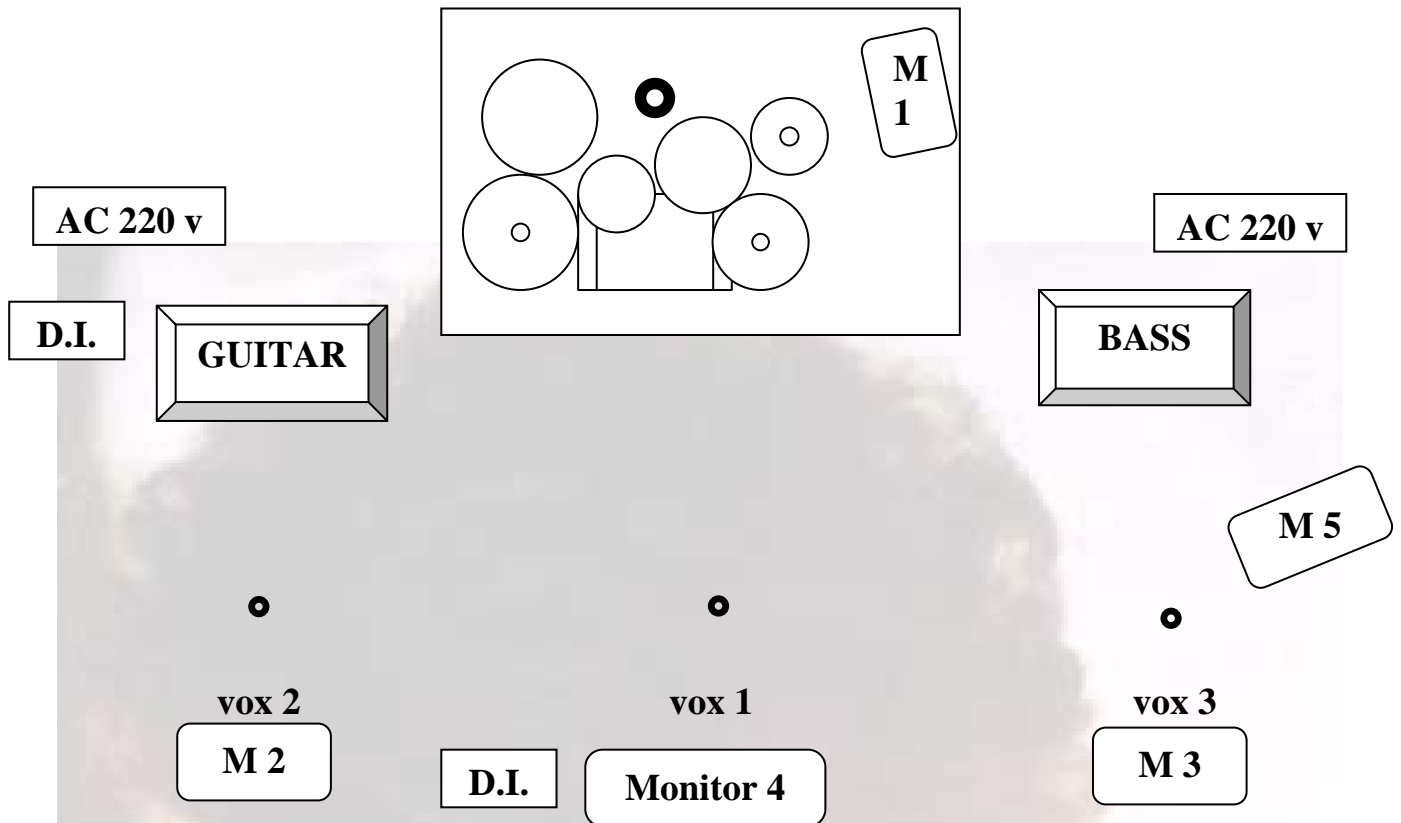 M
1
AC 220 v
AC 220 v
D.I.
GUITAR
BASS
M 5
vox 2
vox 1
vox 3
M 2
D.I.
Monitor 4
M 3